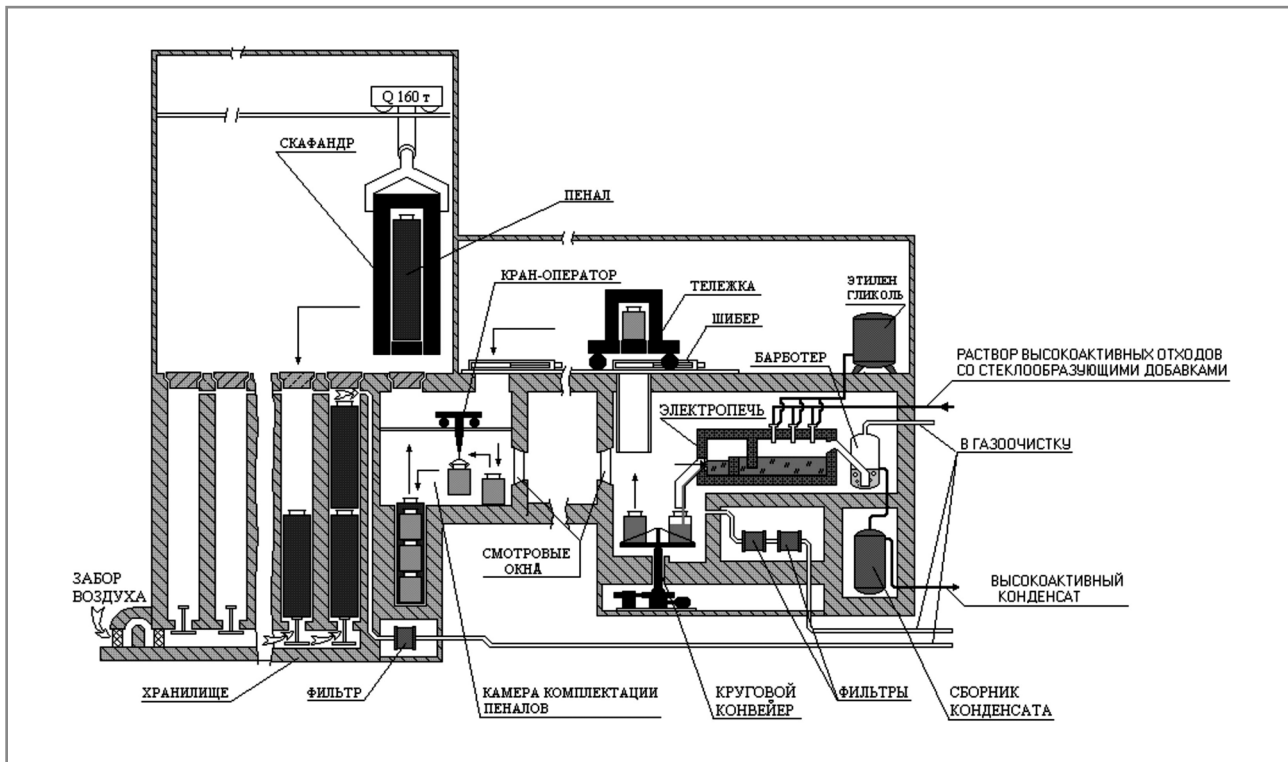 Q 160 т
СКАФАНДР
ПЕНАЛ
КРАН-ОПЕРАТОР
ТЕЛЕЖКА
ШИБЕР
ЭТИЛЕН
ГЛИКОЛЬ
БАРБОТЕР
РАСТВОР ВЫСОКОАКТИВНЫХ ОТХОДОВ
СО СТЕКЛООБРАЗУЮЩИМИ ДОБАВКАМИ
ЭЛЕКТРОПЕЧЬ
В ГАЗООЧИСТКУ
СМОТРОВЫЕ
ОКНА
ЗАБОР
ВОЗДУХА
ВЫСОКОАКТИВНЫЙ
КОНДЕНСАТ
ХРАНИЛИЩЕ
ФИЛЬТР
КАМЕРА КОМПЛЕКТАЦИИ
ПЕНАЛОВ
КРУГОВОЙ
КОНВЕЙЕР
ФИЛЬТРЫ
СБОРНИК
КОНДЕНСАТА